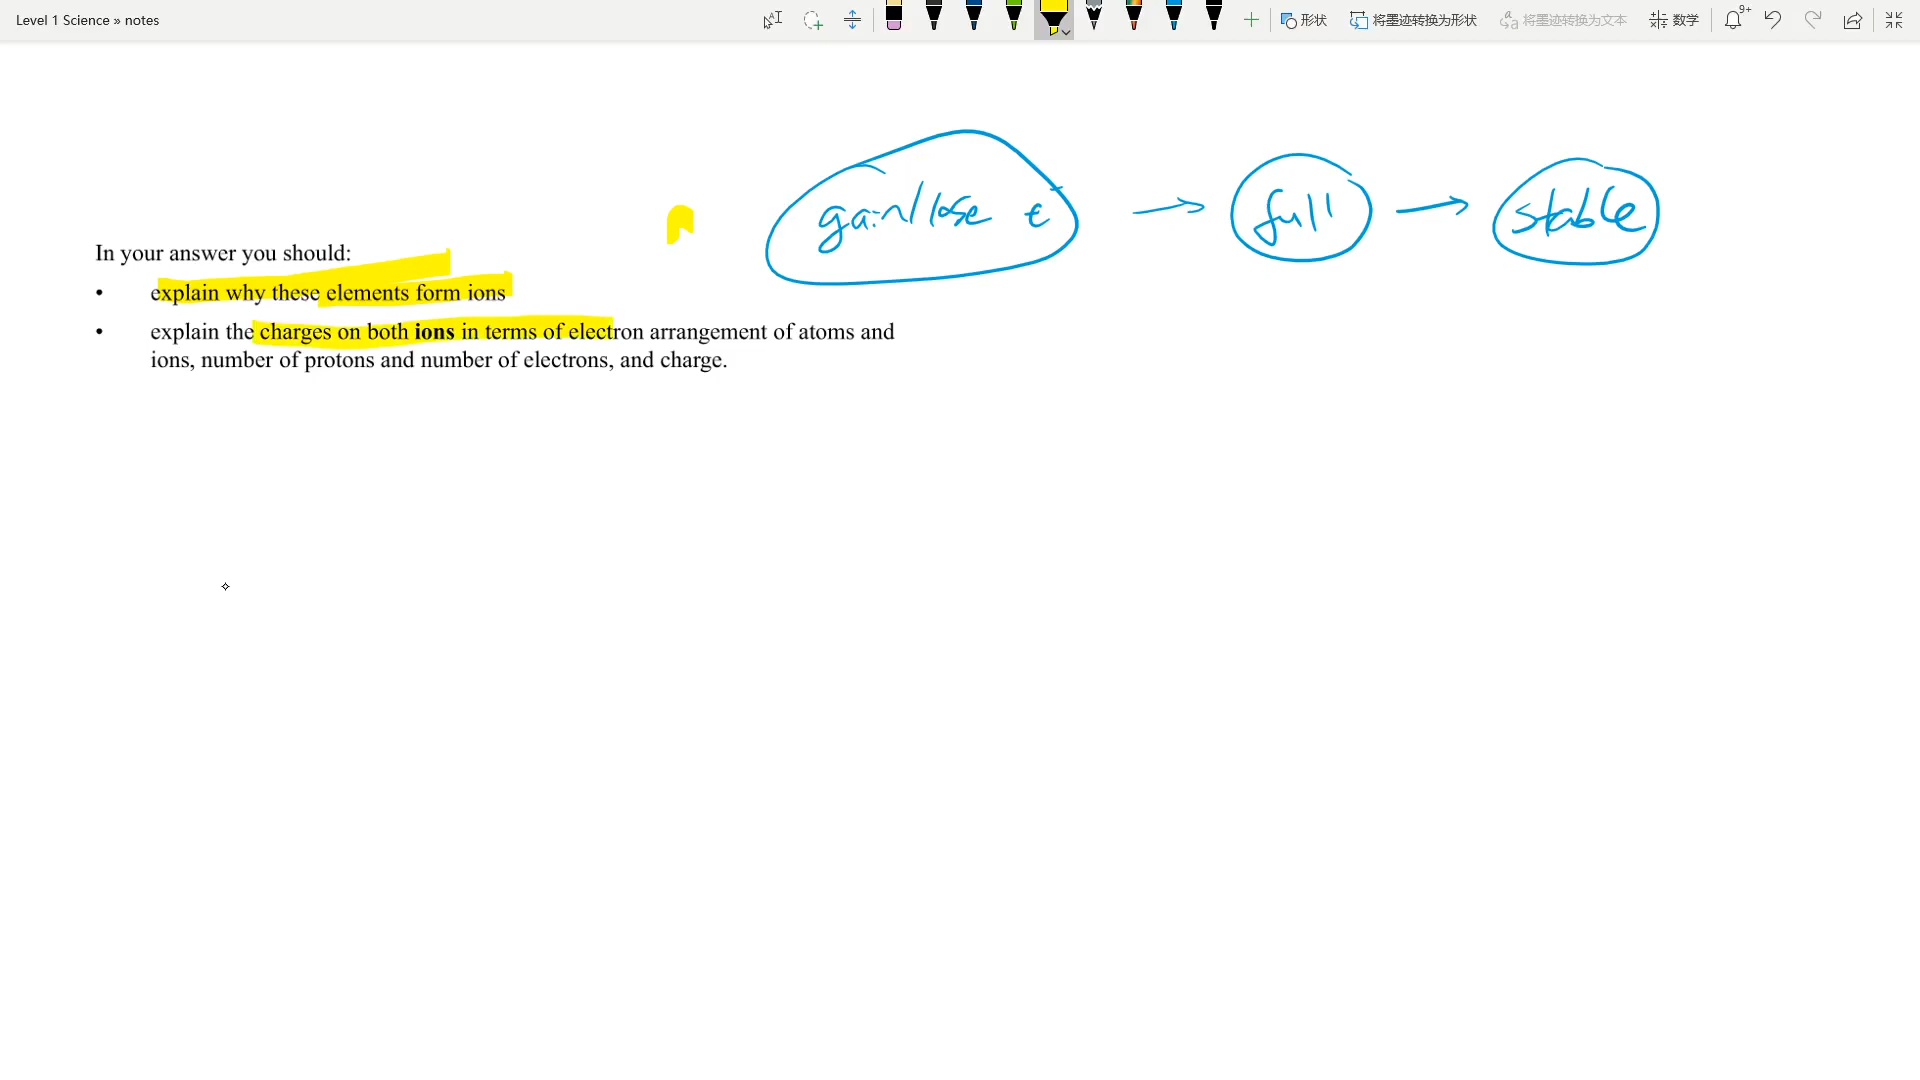 Level 1 Science » notes
形状
将墨迹转换为形状
将墨迹转换为文本
数学
9+
gain/lose e⁻ → full → stable
In your answer you should:
• explain why these elements form ions
• explain the charges on both ions in terms of electron arrangement of atoms and
ions, number of protons and number of electrons, and charge.